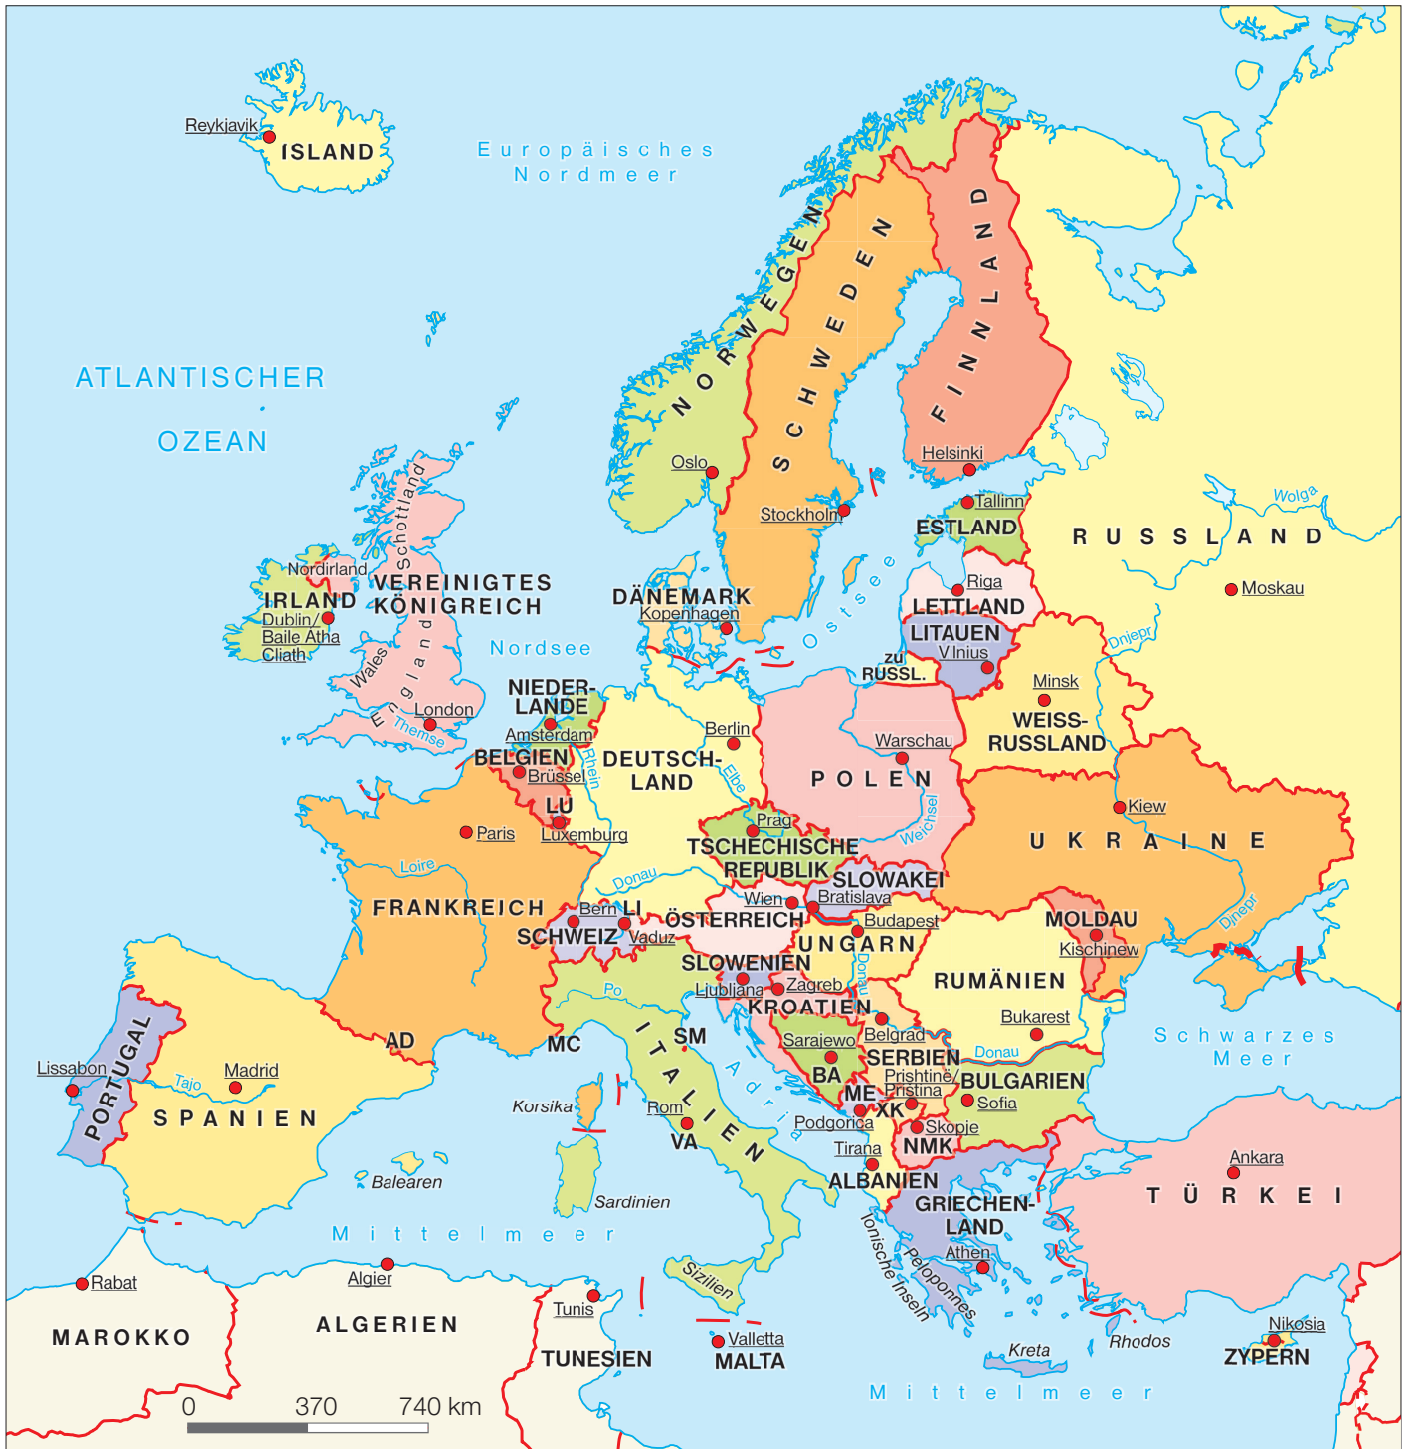 Reykjavik
ISLAND
Europäisches
Nordmeer
ATLANTISCHER
OZEAN
NORWEGEN
SCHWEDEN
FINNLAND
Oslo
Helsinki
Stockholm
Tallinn
ESTLAND
Wolga
RUSSLAND
Moskau
Schottland
Nordirland
VEREINIGTES
KÖNIGREICH
IRLAND
Dublin/
Baile Atha
Cliath
Wales
England
London
Themse
Nordsee
DÄNEMARK
Kopenhagen
Ostsee
Riga
LETTLAND
LITAUEN
VInius
zu
RUSSL.
Dnjepr
Minsk
WEISS-
RUSSLAND
NIEDER-
LANDE
Amsterdam
BELGIEN
Brüssel
LU
Luxemburg
Rhein
Berlin
DEUTSCH-
LAND
Elbe
Warschau
POLEN
Weichsel
Kiew
UKRAINE
Dnjepr
Paris
Loire
FRANKREICH
Prag
TSCHECHISCHE
REPUBLIK
Donau
SLOWAKEI
Wien
Bratislava
Bern
LI
ÖSTERREICH
SCHWEIZ
Vaduz
Budapest
UNGARN
Donau
MOLDAU
Kischinew
SLOWENIEN
Ljubljana
Zagreb
KROATIEN
RUMÄNIEN
Bukarest
Po
ITALIEN
SM
MC
AD
Sarajewo
BA
Belgrad
SERBIEN
Donau
Prishtine/
Pristina
BULGARIEN
Sofia
Schwarzes
Meer
PORTUGAL
Lissabon
Tajo
Madrid
SPANIEN
Korsika
Rom
VA
Adria
ME
XK
Podgorica
Skopje
NMK
Tirana
ALBANIEN
GRIECHEN-
LAND
Athen
Ankara
TÜRKEI
Balearen
Sardinien
Mittelmeer
Sizilien
Ionische Inseln
Peloponnes
Rabat
Algier
Tunis
MAROKKO
ALGERIEN
TUNESIEN
Valletta
MALTA
Kreta
Rhodos
Nikosia
ZYPERN
Mittelmeer
0 370 740 km